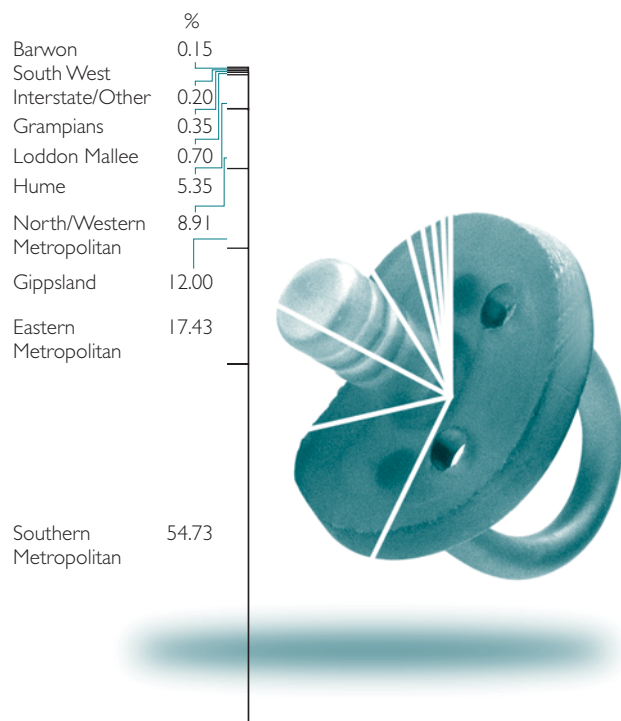 %
Barwon 0.15
South West
Interstate/Other 0.20
Grampians 0.35
Loddon Mallee 0.70
Hume 5.35
North/Western 8.91
Metropolitan
Gippsland 12.00
Eastern 17.43
Metropolitan
Southern 54.73
Metropolitan